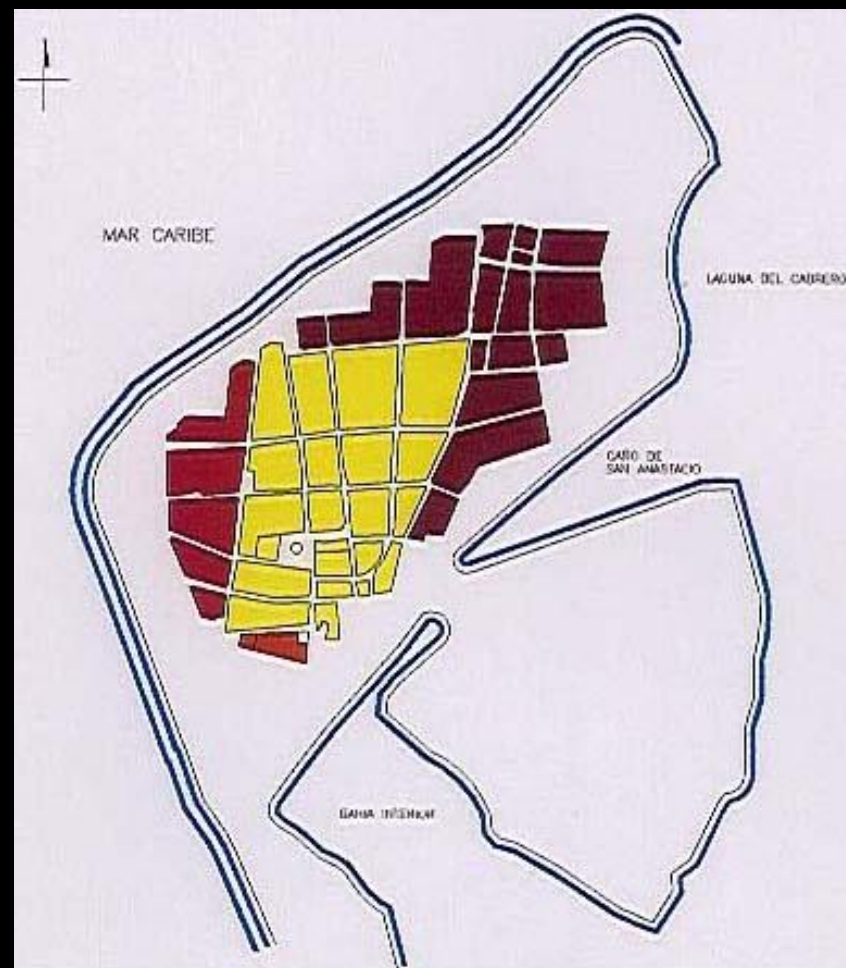 MAR CARIBE
LAGUNA DEL CABRERO
CAÑO DE
SAN ANASTACIO
BAHIA INTERIOR